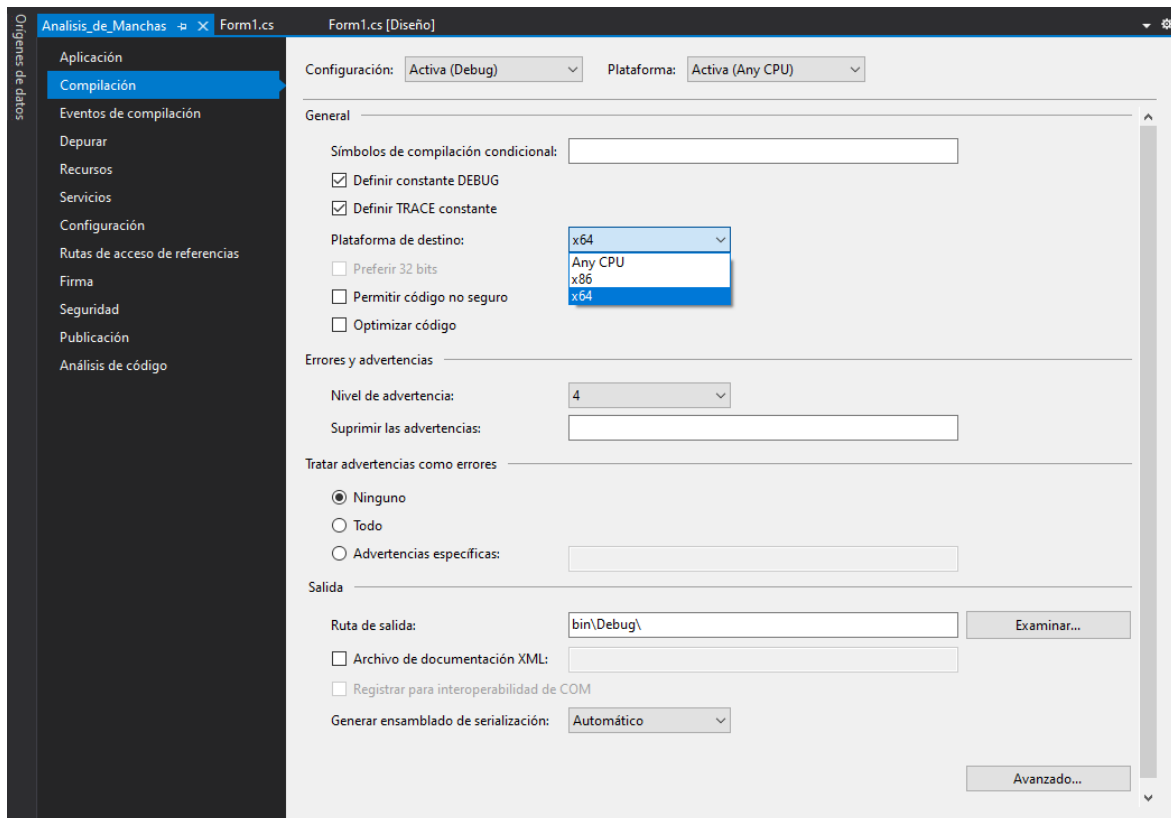 Orígenes de datos
Analisis_de_Manchas Form1.cs Form1.cs [Diseño]
Aplicación
Compilación
Eventos de compilación
Depurar
Recursos
Servicios
Configuración
Rutas de acceso de referencias
Firma
Seguridad
Publicación
Análisis de código
Configuración: Activa (Debug) Plataforma: Activa (Any CPU)
General
Símbolos de compilación condicional:
Definir constante DEBUG
Definir TRACE constante
Plataforma de destino: x64
Any CPU
x86
x64
Preferir 32 bits
Permitir código no seguro
Optimizar código
Errores y advertencias
Nivel de advertencia: 4
Suprimir las advertencias:
Tratar advertencias como errores
Ninguno
Todo
Advertencias específicas:
Salida
Ruta de salida: bin\Debug\ Examinar...
Archivo de documentación XML:
Registrar para interoperabilidad de COM
Generar ensamblado de serialización: Automático
Avanzado...